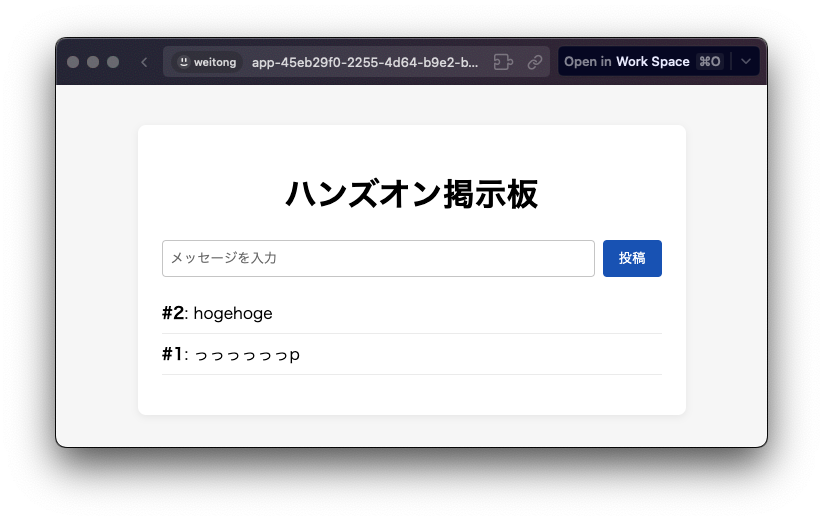 weitong app-45eb29f0-2255-4d64-b9e2-b... Open in Work Space ⌘O
ハンズオン掲示板
メッセージを入力 投稿
#2: hogehoge
#1: っっっっっっp